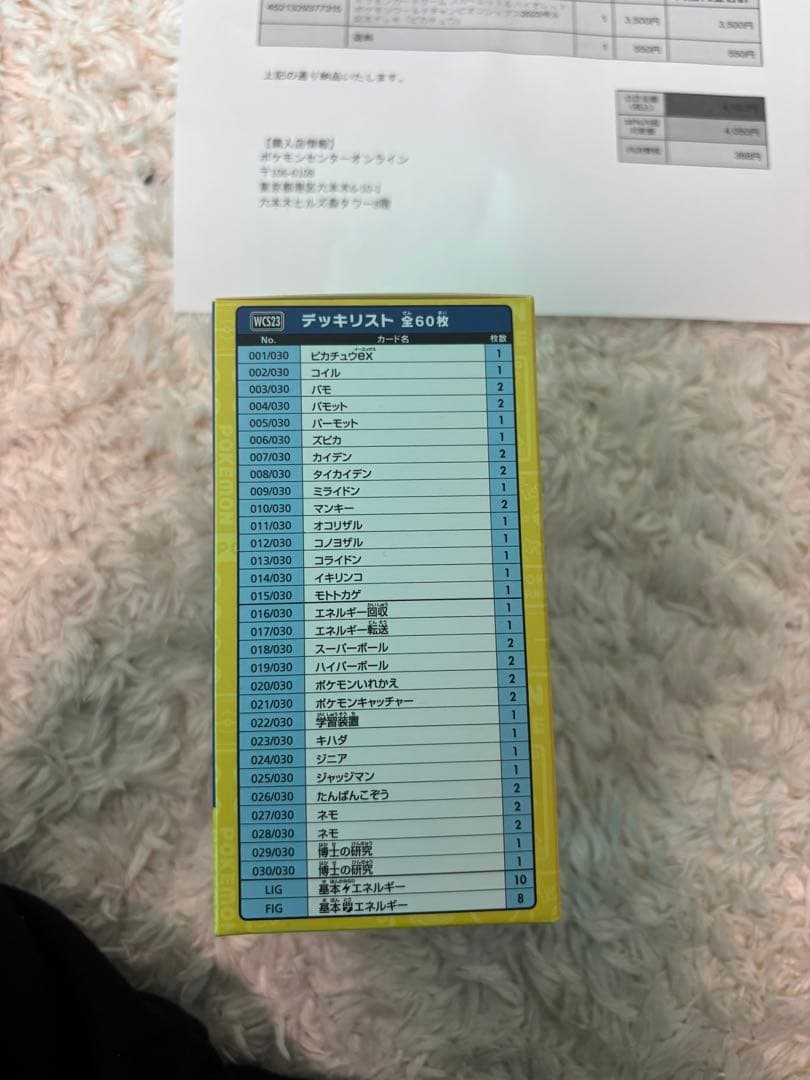 4521329377315
1
3,500円
3,500円
送料
1
550円
550円
上記の通り納品いたします。
4,050円
368円
【購入店情報】
ポケモンセンターオンライン
〒106-6108
東京都港区六本木6-10-1
六本木ヒルズ森タワー8階
WCS23 デッキリスト 全60枚
No. カード名 枚数
001/030 ピカチュウex 1
002/030 コイル 1
003/030 パモ 2
004/030 パモット 2
005/030 パーモット 1
006/030 ズピカ 1
007/030 カイデン 2
008/030 タイカイデン 2
009/030 ミライドン 1
010/030 マンキー 2
011/030 オコリザル 1
012/030 コノヨザル 1
013/030 コライドン 1
014/030 イキリンコ 1
015/030 モトトカゲ 1
016/030 エネルギー回収 1
017/030 エネルギー転送 1
018/030 スーパーボール 2
019/030 ハイパーボール 2
020/030 ポケモンいれかえ 2
021/030 ポケモンキャッチャー 2
022/030 学習装置 1
023/030 キハダ 1
024/030 ジニア 1
025/030 ジャッジマン 1
026/030 たんぱんこぞう 2
027/030 ネモ 2
028/030 ネモ 2
029/030 博士の研究 1
030/030 博士の研究 1
LIG 基本エネルギー 10
FIG 基本エネルギー 8
POKÉMON